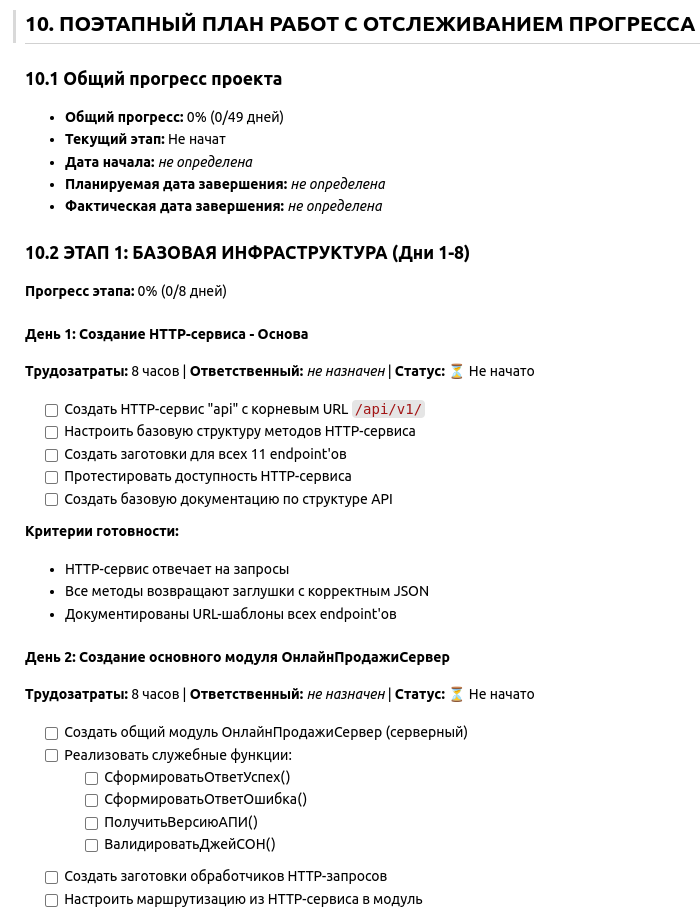 10. ПОЭТАПНЫЙ ПЛАН РАБОТ С ОТСЛЕЖИВАНИЕМ ПРОГРЕССА
10.1 Общий прогресс проекта
Общий прогресс: 0% (0/49 дней)
Текущий этап: Не начат
Дата начала: не определена
Планируемая дата завершения: не определена
Фактическая дата завершения: не определена
10.2 ЭТАП 1: БАЗОВАЯ ИНФРАСТРУКТУРА (Дни 1-8)
Прогресс этапа: 0% (0/8 дней)
День 1: Создание HTTP-сервиса - Основа
Трудозатраты: 8 часов | Ответственный: не назначен | Статус: ⏳ Не начато
Создать HTTP-сервис "api" с корневым URL /api/v1/
Настроить базовую структуру методов HTTP-сервиса
Создать заготовки для всех 11 endpoint'ов
Протестировать доступность HTTP-сервиса
Создать базовую документацию по структуре API
Критерии готовности:
HTTP-сервис отвечает на запросы
Все методы возвращают заглушки с корректным JSON
Документированы URL-шаблоны всех endpoint'ов
День 2: Создание основного модуля ОнлайнПродажиСервер
Трудозатраты: 8 часов | Ответственный: не назначен | Статус: ⏳ Не начато
Создать общий модуль ОнлайнПродажиСервер (серверный)
Реализовать служебные функции:
СформироватьОтветУспех()
СформироватьОтветОшибка()
ПолучитьВерсиюАПИ()
ВалидироватьДжейСОН()
Создать заготовки обработчиков HTTP-запросов
Настроить маршрутизацию из HTTP-сервиса в модуль